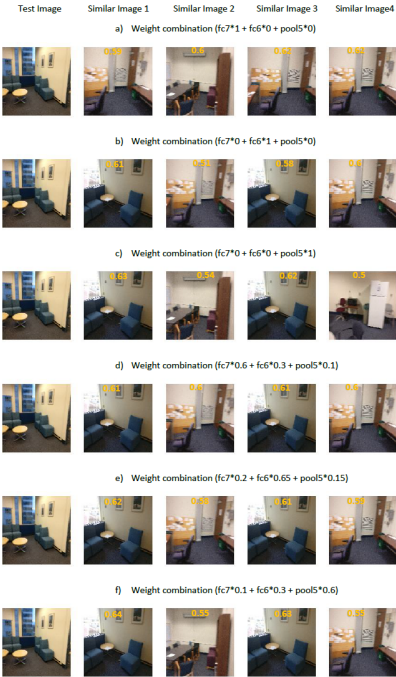 Test Image Similar Image 1 Similar Image 2 Similar Image 3 Similar Image4
a) Weight combination (fc7*1 + fc6*0 + pool5*0)
0.6
b) Weight combination (fc7*0 + fc6*1 + pool5*0)
0.61 0.58
c) Weight combination (fc7*0 + fc6*0 + pool5*1)
0.63 0.54 0.62 0.5
d) Weight combination (fc7*0.6 + fc6*0.3 + pool5*0.1)
0.61 0.61
e) Weight combination (fc7*0.2 + fc6*0.65 + pool5*0.15)
0.62 0.61
f) Weight combination (fc7*0.1 + fc6*0.3 + pool5*0.6)
0.64 0.55 0.63